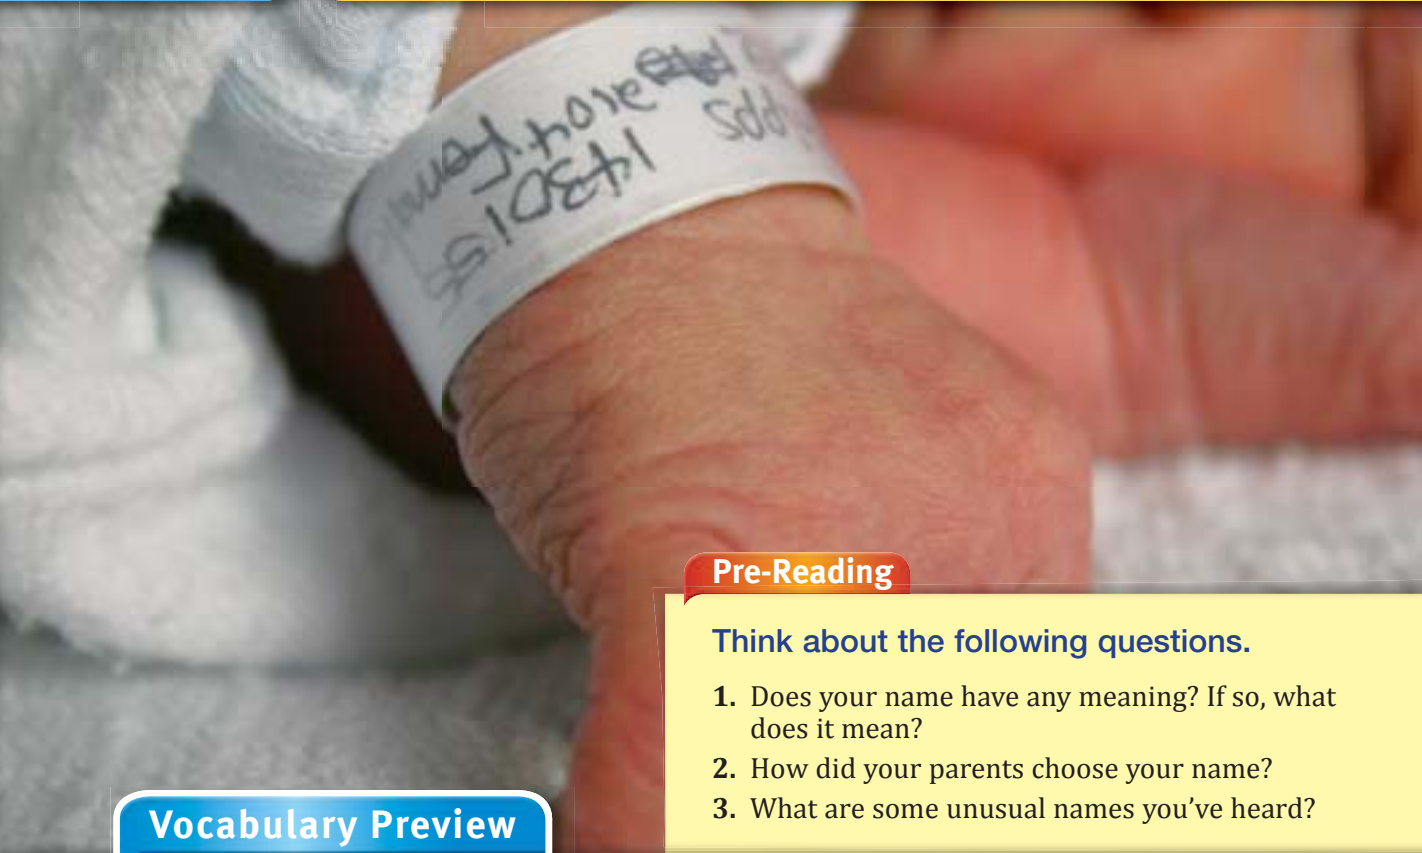 Pre-Reading
Think about the following questions.
1. Does your name have any meaning? If so, what
does it mean?
2. How did your parents choose your name?
3. What are some unusual names you've heard?
Vocabulary Preview